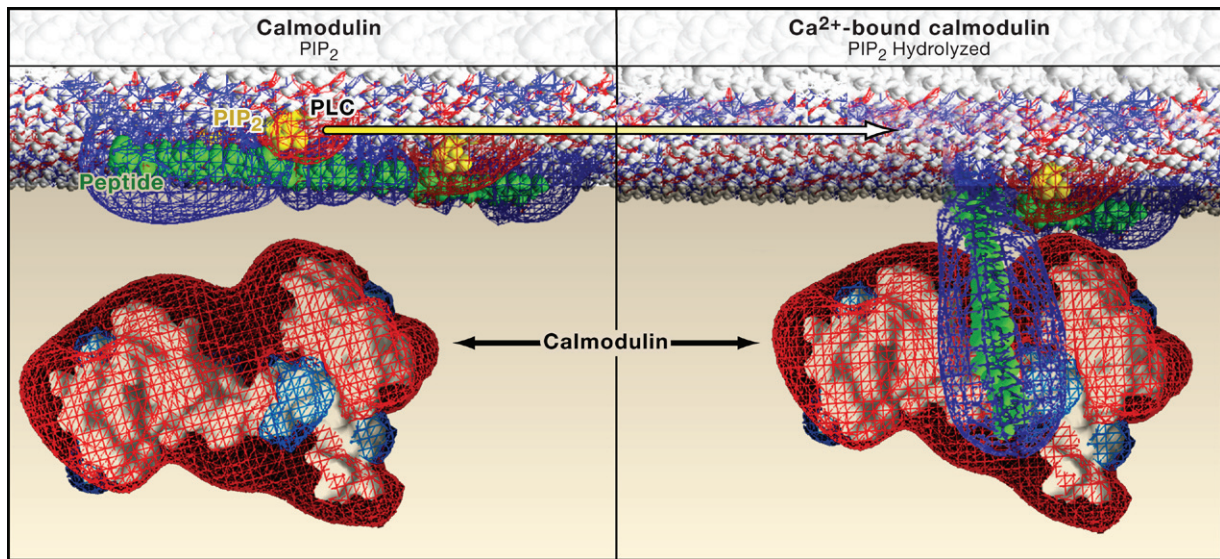 Calmodulin
PIP₂
Ca²⁺-bound calmodulin
PIP₂ Hydrolyzed
PLC
PIP₂
Peptide
Calmodulin